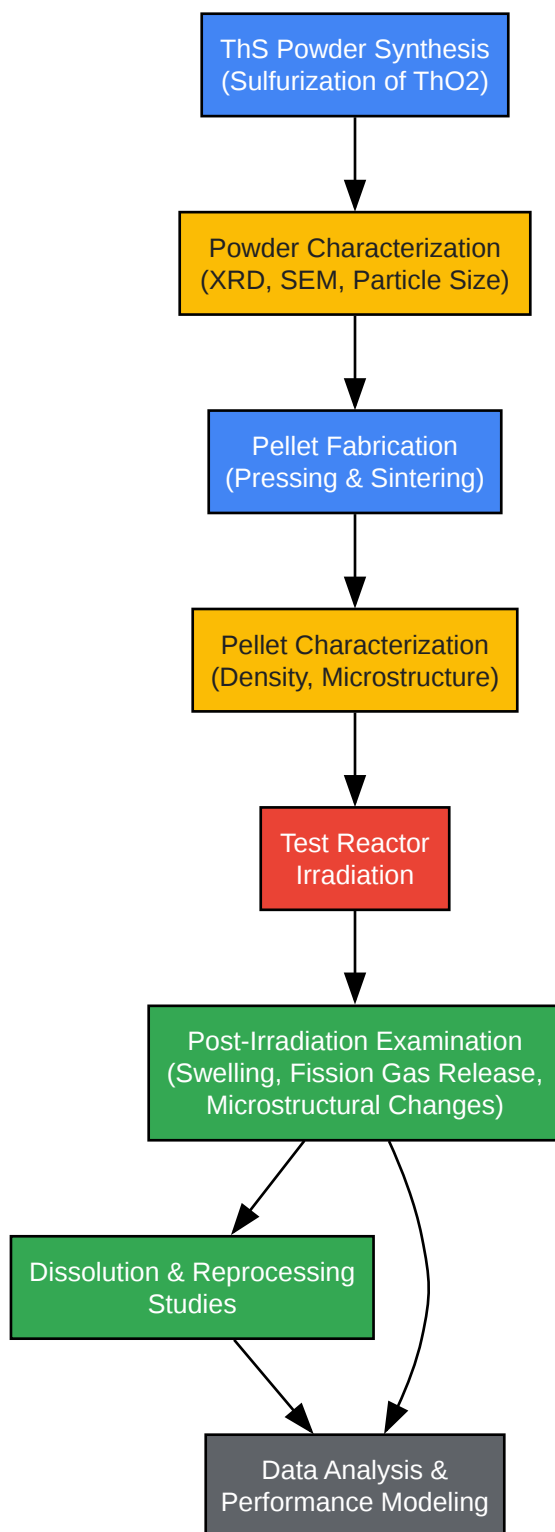 ThS Powder Synthesis
(Sulfurization of ThO2)
Powder Characterization
(XRD, SEM, Particle Size)
Pellet Fabrication
(Pressing & Sintering)
Pellet Characterization
(Density, Microstructure)
Test Reactor
Irradiation
Post-Irradiation Examination
(Swelling, Fission Gas Release,
Microstructural Changes)
Dissolution & Reprocessing
Studies
Data Analysis &
Performance Modeling